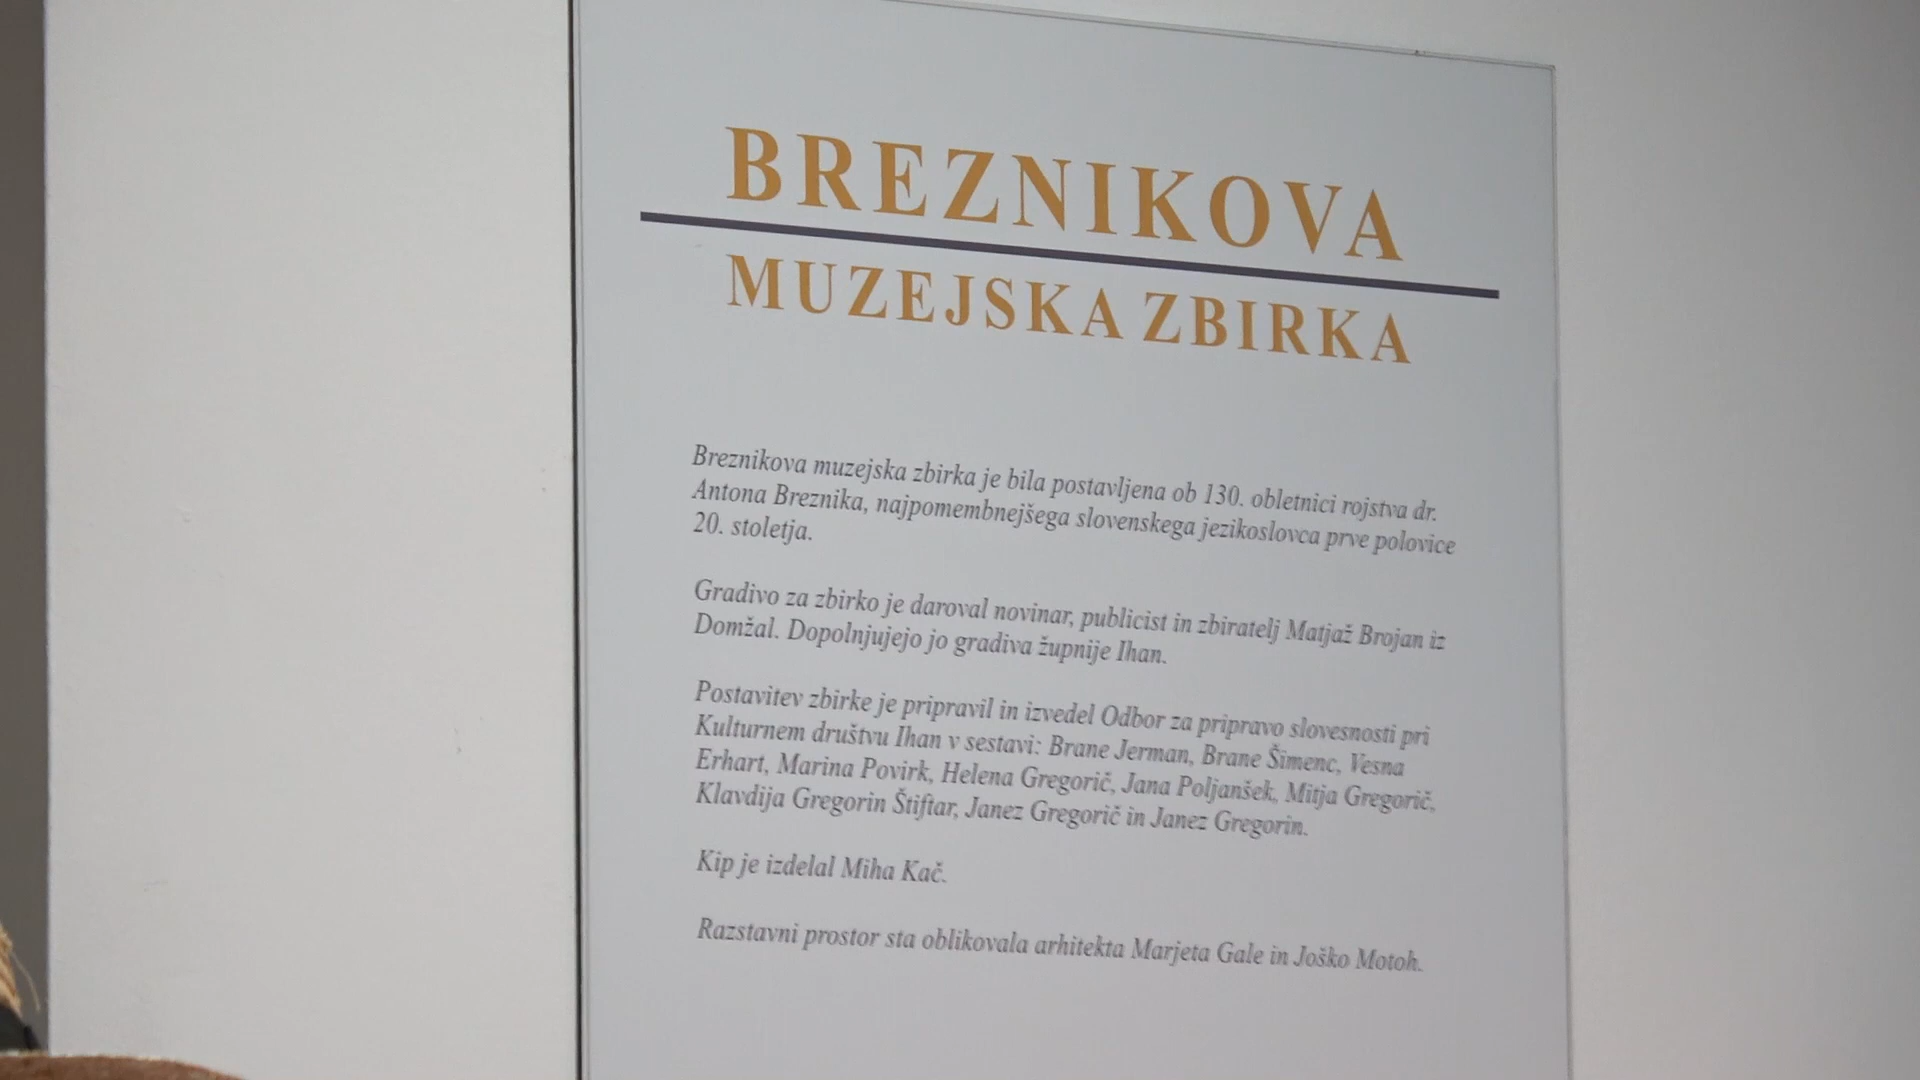 BREZNIKOVA
MUZEJSKA ZBIRKA
Breznikova muzejska zbirka je bila postavljena ob 130. obletnici rojstva dr.
Antona Breznika, najpomembnejšega slovenskega jezikoslovca prve polovice
20. stoletja.
Gradivo za zbirko je daroval novinar, publicist in zbiratelj Matjaž Brojan iz
Domžal. Dopolnjujejo jo gradiva župnije Ihan.
Postavitev zbirke je pripravil in izvedel Odbor za pripravo slovesnosti pri
Kulturnem društvu Ihan v sestavi: Brane Jerman, Brane Šimenc, Vesna
Erhart, Marina Povirk, Helena Gregorič, Jana Poljanšek, Mitja Gregorič,
Klavdija Gregorin Štiftar, Janez Gregorič in Janez Gregorin.
Kip je izdelal Miha Kač.
Razstavni prostor sta oblikovala arhitekta Marjeta Gale in Joško Motoh.